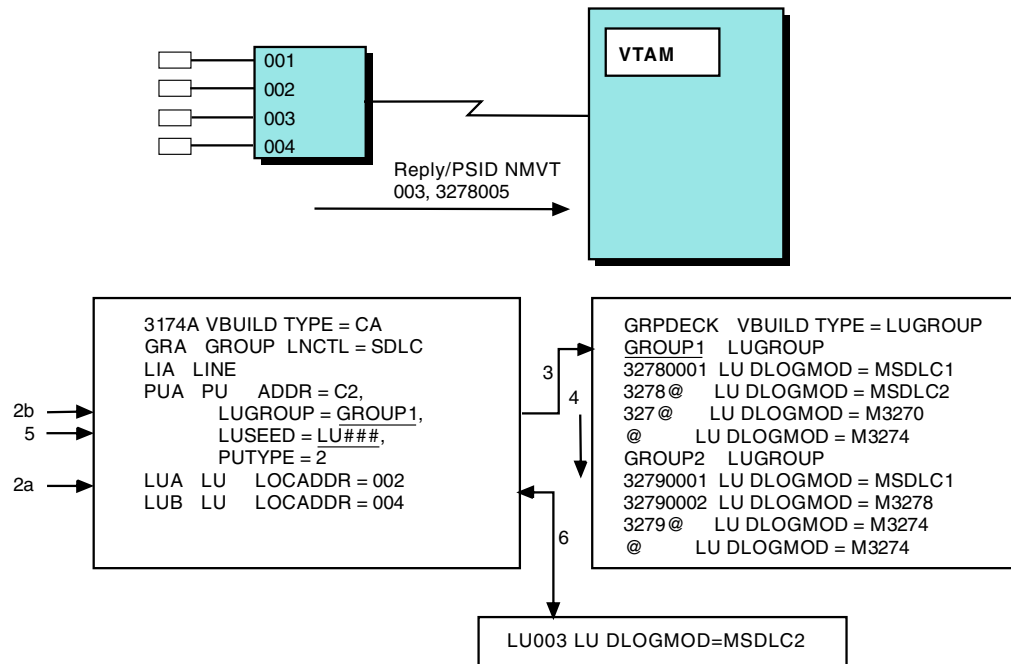 001
002
003
004
VTAM
Reply/PSID NMVT
003, 3278005
3174A VBUILD TYPE = CA
GRA GROUP LNCTL = SDLC
LIA LINE
PUA PU ADDR = C2,
LUGROUP = GROUP1,
LUSEED = LU###,
PUTYPE = 2
LUA LU LOCADDR = 002
LUB LU LOCADDR = 004
2b
5
2a
3
4
6
GRPDECK VBUILD TYPE = LUGROUP
GROUP1 LUGROUP
32780001 LU DLOGMOD = MSDLC1
3278@ LU DLOGMOD = MSDLC2
327@ LU DLOGMOD = M3270
@ LU DLOGMOD = M3274
GROUP2 LUGROUP
32790001 LU DLOGMOD = MSDLC1
32790002 LU DLOGMOD = M3278
3279@ LU DLOGMOD = M3274
@ LU DLOGMOD = M3274
LU003 LU DLOGMOD=MSDLC2